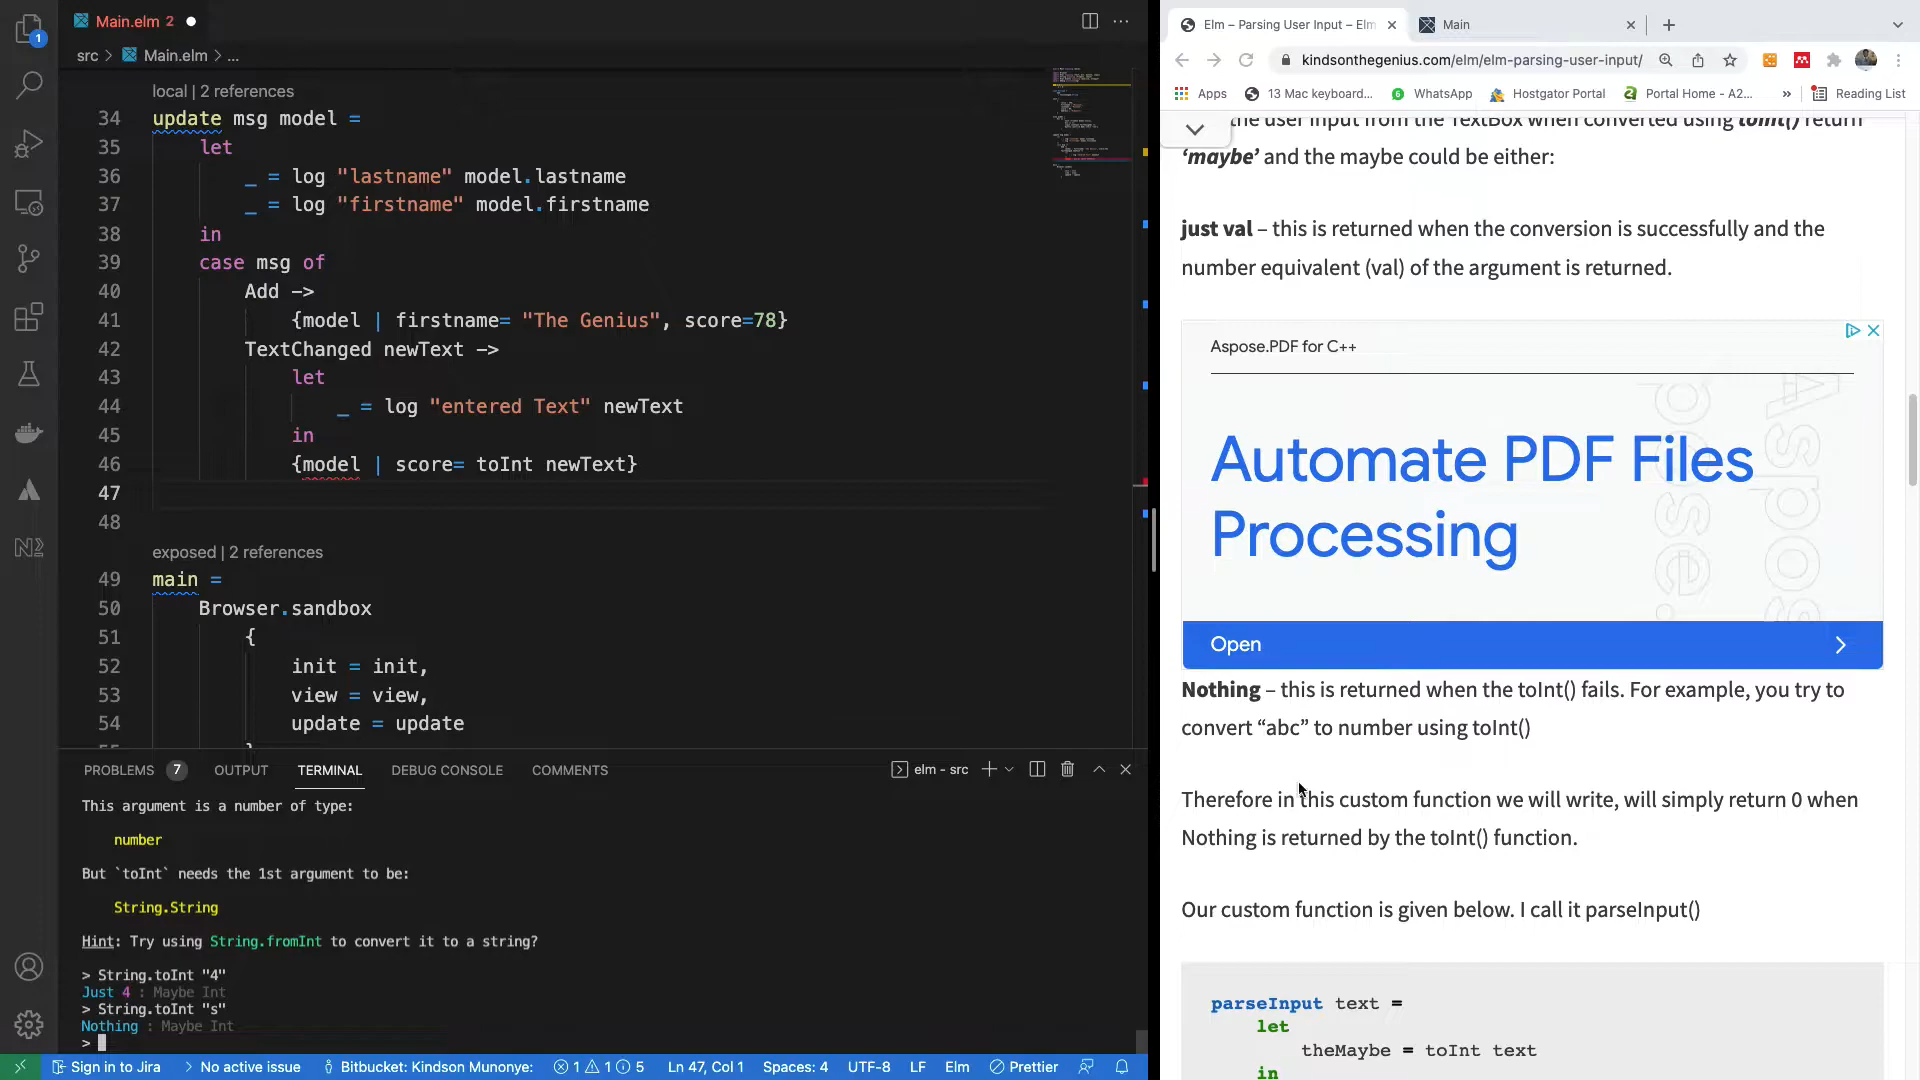 Main.elm 2
src > Main.elm > ...
local | 2 references
34 update msg model =
35 let
36 _ = log "lastname" model.lastname
37 _ = log "firstname" model.firstname
38 in
39 case msg of
40 Add ->
41 {model | firstname= "The Genius", score=78}
42 TextChanged newText ->
43 let
44 _ = log "entered Text" newText
45 in
46 {model | score= toInt newText}
47
48
exposed | 2 references
49 main =
50 Browser.sandbox
51 {
52 init = init,
53 view = view,
54 update = update
55 }
PROBLEMS 7 OUTPUT TERMINAL DEBUG CONSOLE COMMENTS
elm - src
This argument is a number of type:
number
But `toInt` needs the 1st argument to be:
String.String
Hint: Try using String.fromInt to convert it to a string?
> String.toInt "4"
Just 4 : Maybe Int
> String.toInt "s"
Nothing : Maybe Int
>
1
Sign in to Jira No active issue Bitbucket: Kindson Munonye: 1 1 5 Ln 47, Col 1 Spaces: 4 UTF-8 LF Elm Prettier
Elm – Parsing User Input – Elm
Main
kindsonthegenius.com/elm/elm-parsing-user-input/
Apps 13 Mac keyboard... WhatsApp Hostgator Portal Portal Home - A2... » Reading List
the user input from the TextBox when converted using toInt() return
‘maybe’ and the maybe could be either:
just val – this is returned when the conversion is successfully and the
number equivalent (val) of the argument is returned.
Aspose.PDF for C++
Automate PDF Files
Processing
Open
Nothing – this is returned when the toInt() fails. For example, you try to
convert “abc” to number using toInt()
Therefore in this custom function we will write, will simply return 0 when
Nothing is returned by the toInt() function.
Our custom function is given below. I call it parseInput()
parseInput text =
let
theMaybe = toInt text
in